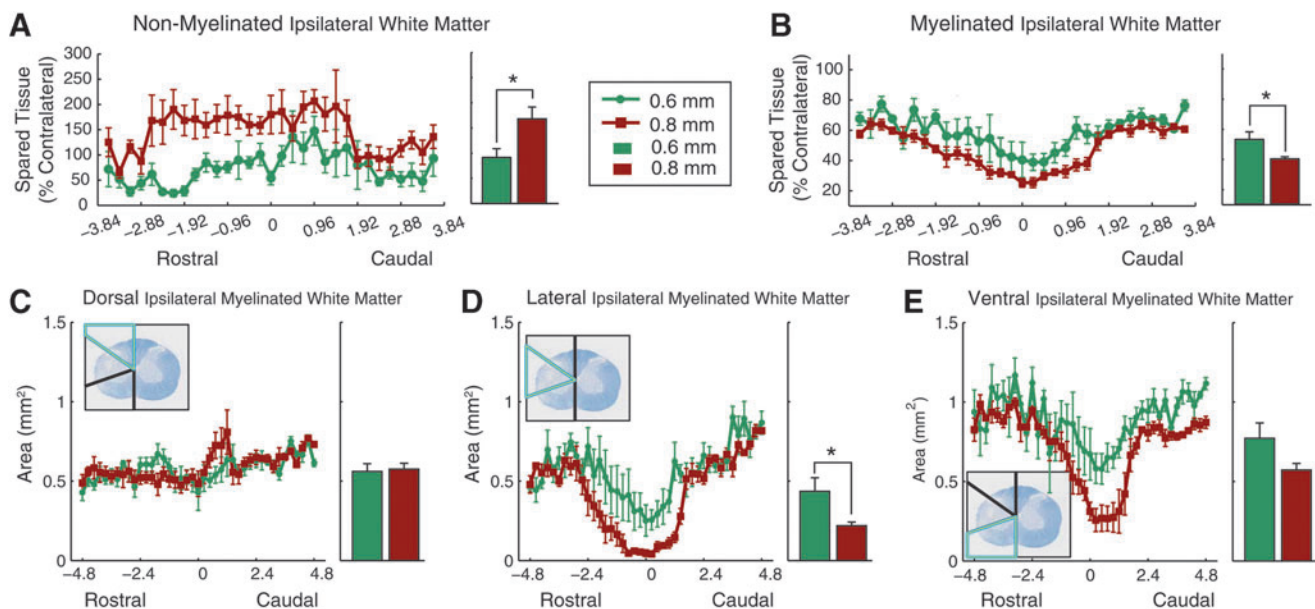 A
Non-Myelinated Ipsilateral White Matter
Spared Tissue
(% Contralateral)
300
250
200
150
100
50
0
*
−3.84
−2.88
−1.92
−0.96
0
0.96
1.92
2.88
3.84
Rostral
Caudal
0.6 mm
0.8 mm
0.6 mm
0.8 mm
B
Myelinated Ipsilateral White Matter
Spared Tissue
(% Contralateral)
100
80
60
40
20
*
−3.84
−2.88
−1.92
−0.96
0
0.96
1.92
2.88
3.84
Rostral
Caudal
C
Dorsal Ipsilateral Myelinated White Matter
Area (mm²)
1.5
1
0.5
0
−4.8
−2.4
0
2.4
4.8
Rostral
Caudal
D
Lateral Ipsilateral Myelinated White Matter
Area (mm²)
1.5
1
0.5
0
*
−4.8
−2.4
0
2.4
4.8
Rostral
Caudal
E
Ventral Ipsilateral Myelinated White Matter
Area (mm²)
1.5
1
0.5
0
−4.8
−2.4
0
2.4
4.8
Rostral
Caudal